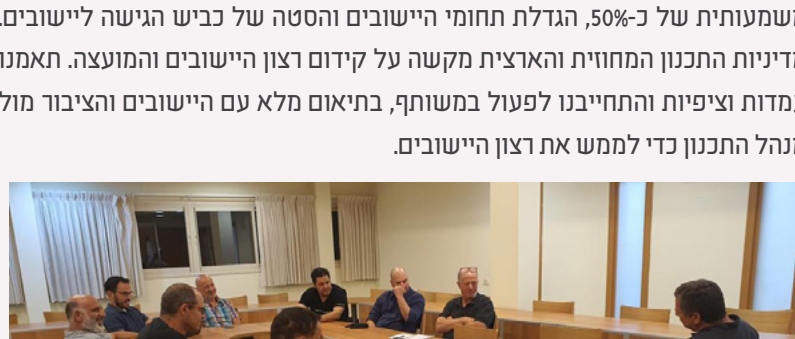 משמעותית של כ-50%, הגדלת תחומי היישובים והסטה של כביש הגישה ליישובים.
מדיניות התכנון המחוזית והארצית מקשה על קידום רצון היישובים והמועצה. תאמנו
עמדות וציפיות והתחייבנו לפעול במשותף, בתיאום מלא עם היישובים והציבור מול
מנהל התכנון כדי לממש את רצון היישובים.